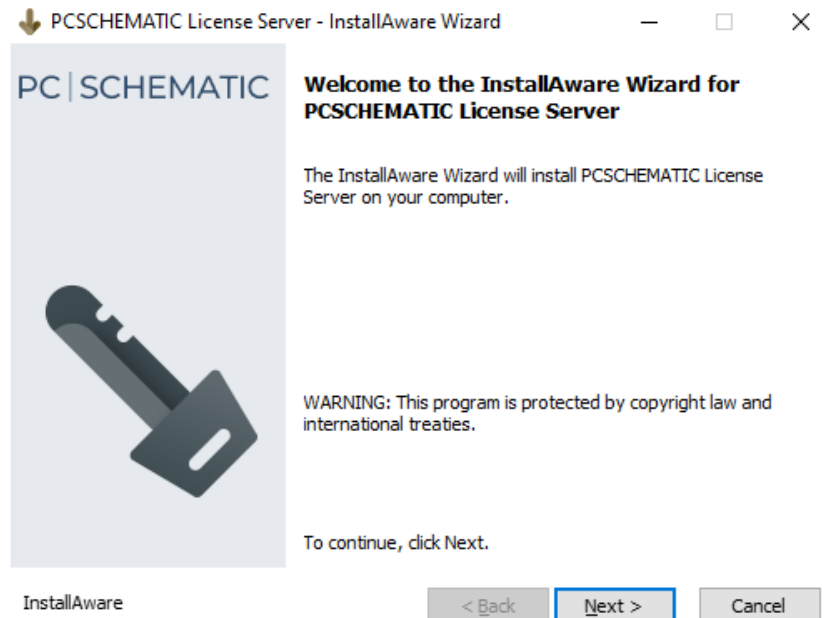 PCSCHEMATIC License Server - InstallAware Wizard
PC|SCHEMATIC
Welcome to the InstallAware Wizard for
PCSCHEMATIC License Server
The InstallAware Wizard will install PCSCHEMATIC License
Server on your computer.
WARNING: This program is protected by copyright law and
international treaties.
To continue, click Next.
InstallAware
< Back
Next >
Cancel